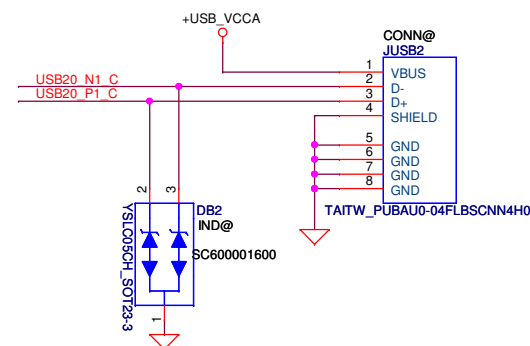 +USB_VCCA
CONN@
JUSB2
1 VBUS
USB20_N1_C 2 D-
USB20_P1_C 3 D+
4 SHIELD
5 GND
6 GND
7 GND
8 GND
TAITW_PUBAU0-04FLBSCNN4H0
2 3
DB2
IND@
YSLC05CH_SOT23-3
SC600001600
1